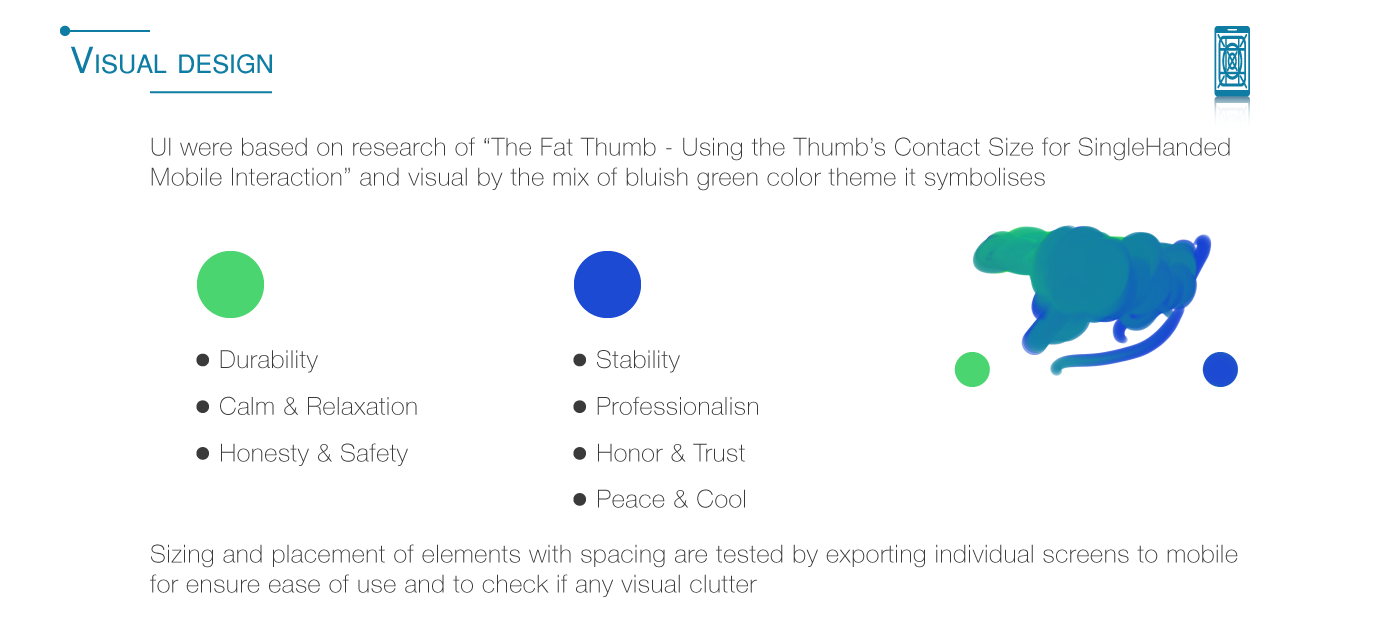 VISUAL DESIGN
UI were based on research of “The Fat Thumb - Using the Thumb’s Contact Size for SingleHanded
Mobile Interaction” and visual by the mix of bluish green color theme it symbolises
● Durability
● Calm & Relaxation
● Honesty & Safety
● Stability
● Professionalisn
● Honor & Trust
● Peace & Cool
Sizing and placement of elements with spacing are tested by exporting individual screens to mobile
for ensure ease of use and to check if any visual clutter